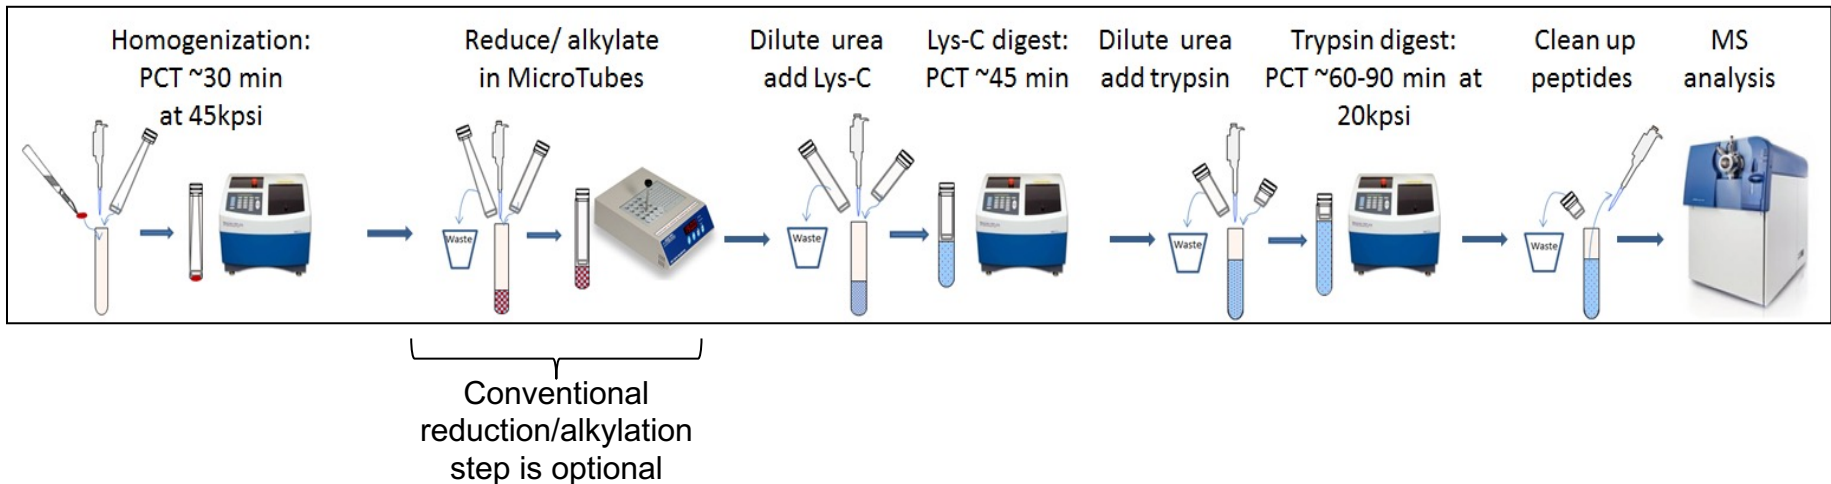 Homogenization:
PCT ~30 min
at 45kpsi
Reduce/ alkylate
in MicroTubes
Dilute urea
add Lys-C
Lys-C digest:
PCT ~45 min
Dilute urea
add trypsin
Trypsin digest:
PCT ~60-90 min at
20kpsi
Clean up
peptides
MS
analysis
Waste
Waste
Waste
Waste
Conventional
reduction/alkylation
step is optional